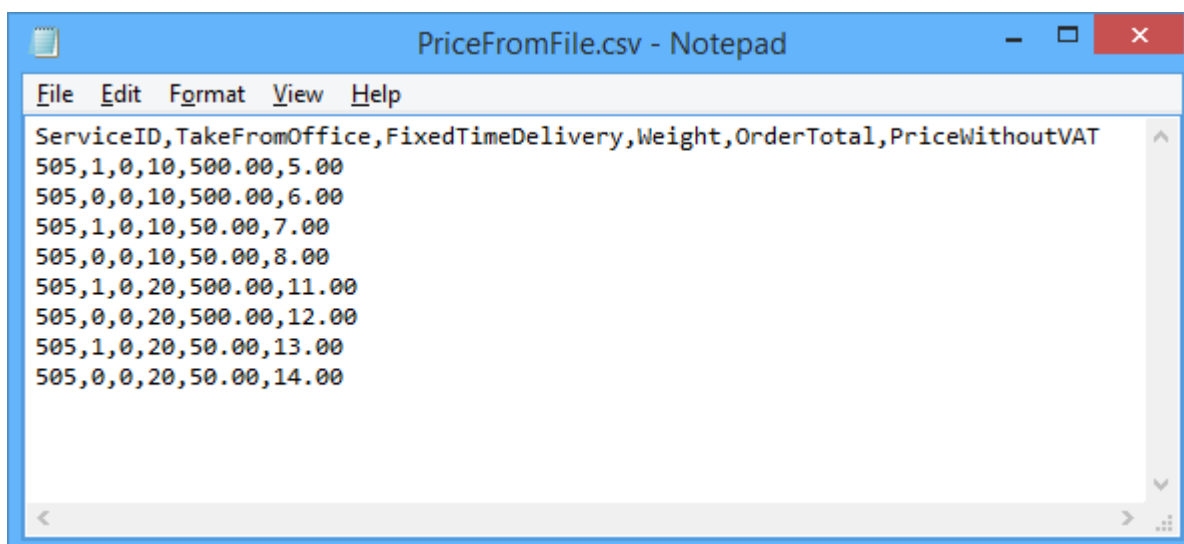 PriceFromFile.csv - Notepad
File Edit Format View Help
ServiceID,TakeFromOffice,FixedTimeDelivery,Weight,OrderTotal,PriceWithoutVAT
505,1,0,10,500.00,5.00
505,0,0,10,500.00,6.00
505,1,0,10,50.00,7.00
505,0,0,10,50.00,8.00
505,1,0,20,500.00,11.00
505,0,0,20,500.00,12.00
505,1,0,20,50.00,13.00
505,0,0,20,50.00,14.00